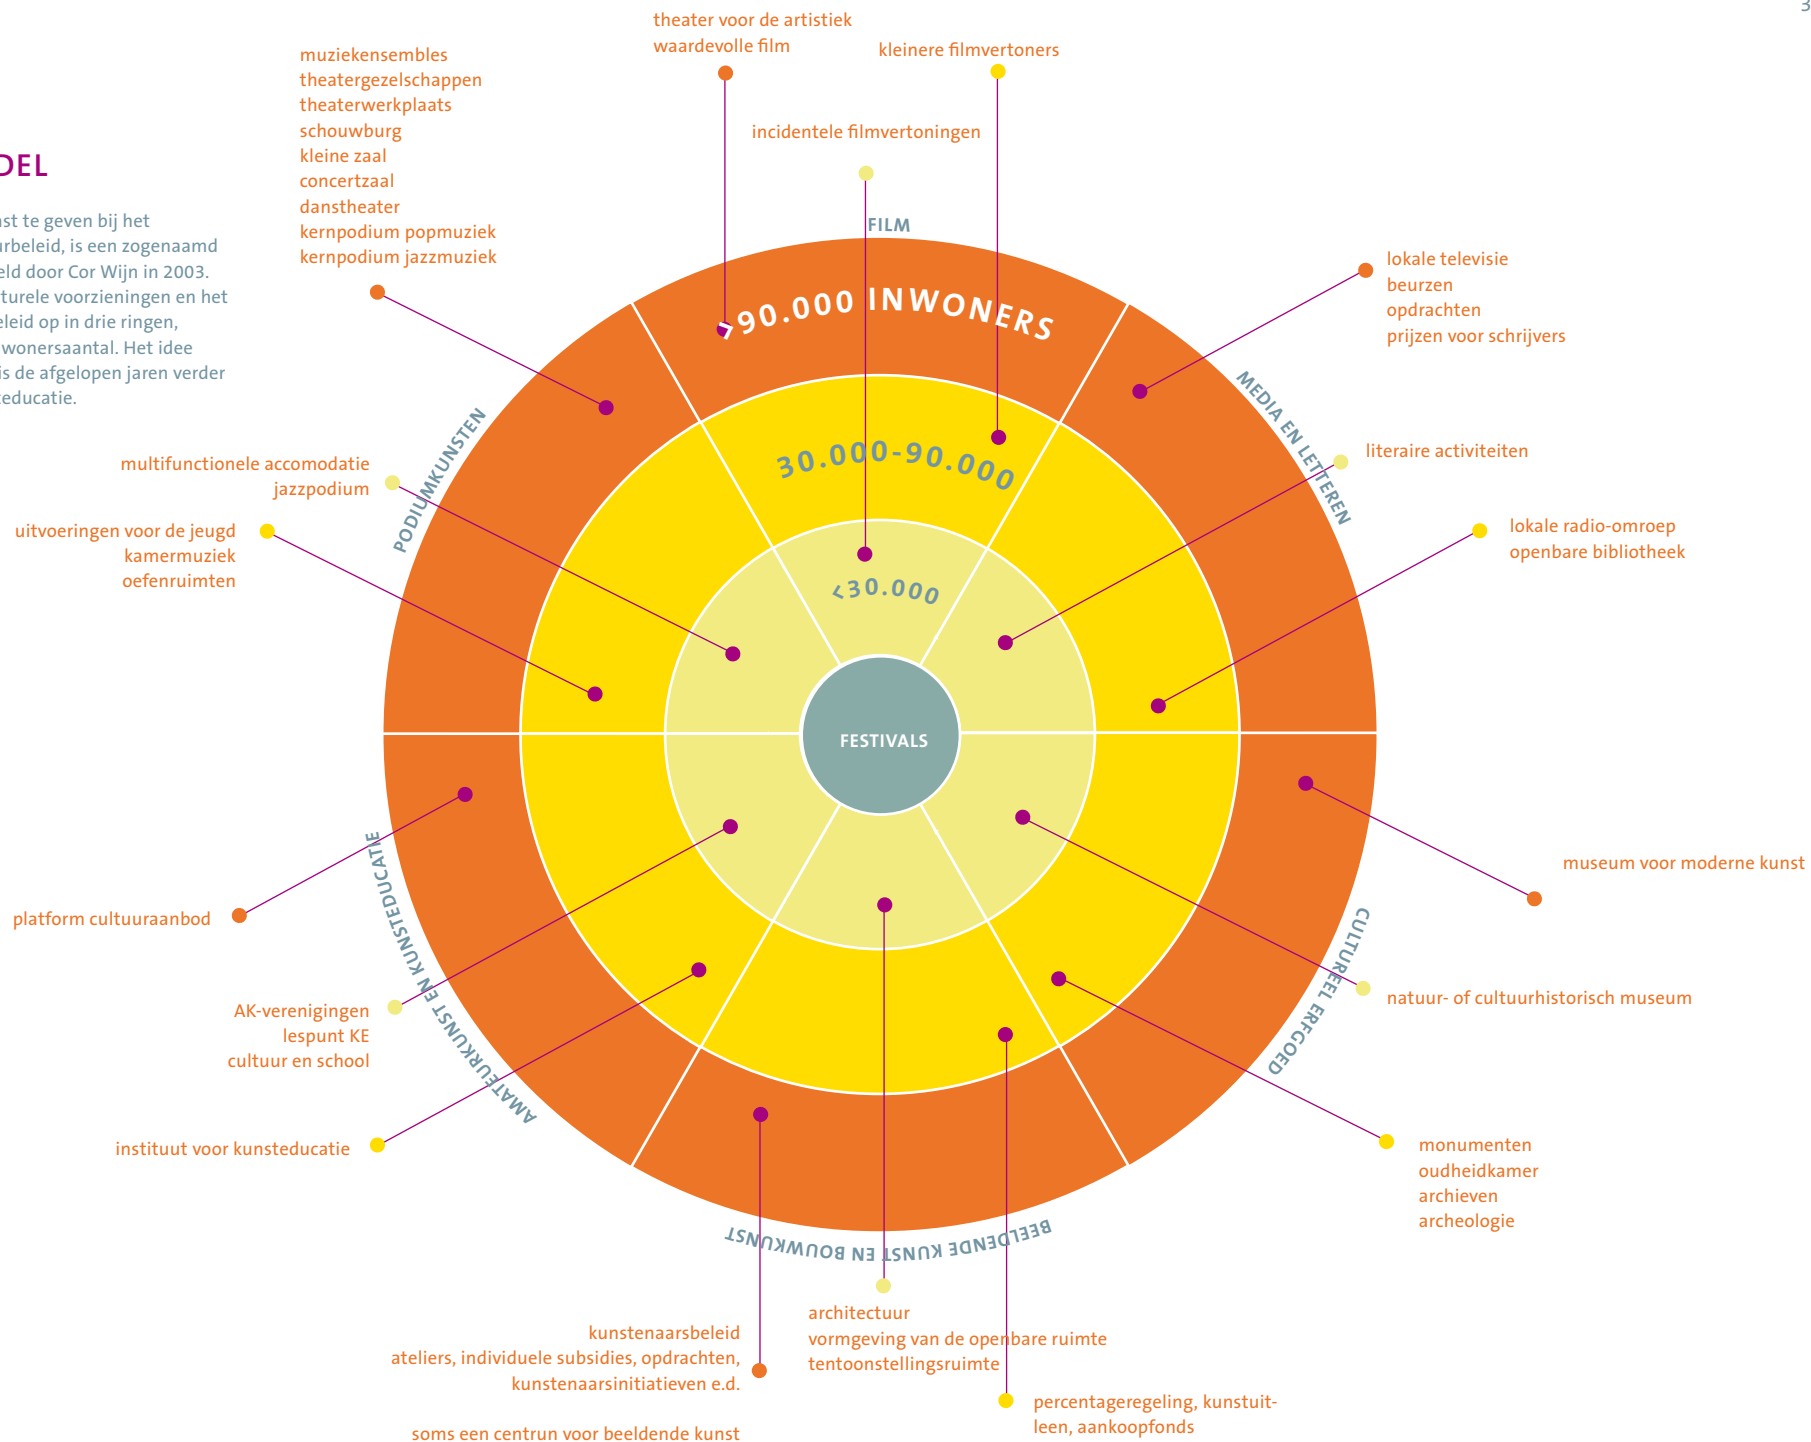 3
DEL
nst te geven bij het
urbeleid, is een zogenaamd
eld door Cor Wijn in 2003.
turele voorzieningen en het
eleid op in drie ringen,
wonersaantal. Het idee
is de afgelopen jaren verder
teducatie.
muziekensembles
theatergezelschappen
theaterwerkplaats
schouwburg
kleine zaal
concertzaal
danstheater
kernpodium popmuziek
kernpodium jazzmuziek
theater voor de artistiek
waardevolle film
kleinere filmvertoners
incidentele filmvertoningen
FILM
>90.000 INWONERS
30.000-90.000
<30.000
FESTIVALS
lokale televisie
beurzen
opdrachten
prijzen voor schrijvers
MEDIA EN LETTEREN
literaire activiteiten
lokale radio-omroep
openbare bibliotheek
PODIUMKUNSTEN
multifunctionele accomodatie
jazzpodium
uitvoeringen voor de jeugd
kamermuziek
oefenruimten
museum voor moderne kunst
CULTUREEL ERFGOED
natuur- of cultuurhistorisch museum
monumenten
oudheidkamer
archieven
archeologie
platform cultuuraanbod
AMATEURKUNST EN KUNSTEDUCATIE
AK-verenigingen
lespunt KE
cultuur en school
instituut voor kunsteducatie
BEELDENDE KUNST EN BOUWKUNST
kunstenaarsbeleid
ateliers, individuele subsidies, opdrachten,
kunstenaarsinitiatieven e.d.
soms een centrun voor beeldende kunst
architectuur
vormgeving van de openbare ruimte
tentoonstellingsruimte
percentageregeling, kunstuit-
leen, aankoopfonds